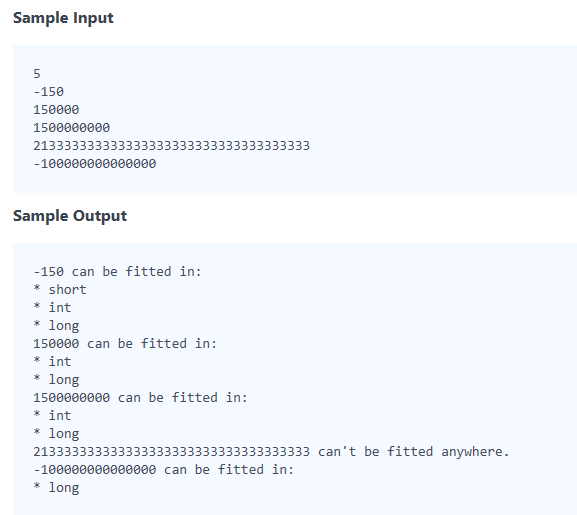 Sample Input
5
-150
150000
1500000000
213333333333333333333333333333333333
-100000000000000
Sample Output
-150 can be fitted in:
* short
* int
* long
150000 can be fitted in:
* int
* long
1500000000 can be fitted in:
* int
* long
213333333333333333333333333333333333 can't be fitted anywhere.
-100000000000000 can be fitted in:
* long